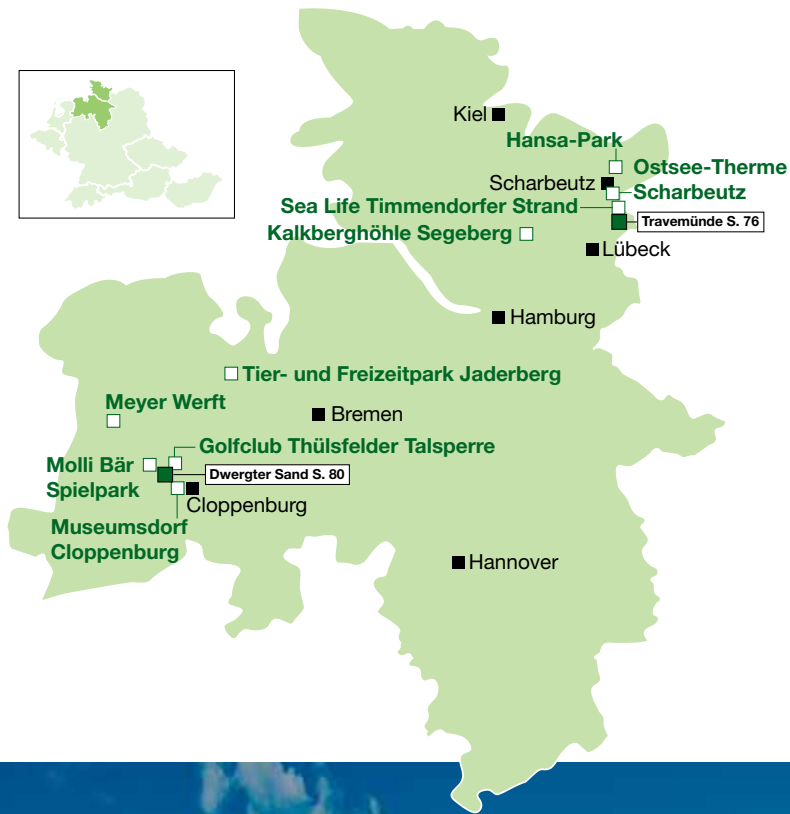 Kiel
Hansa-Park
Ostsee-Therme
Scharbeutz
Scharbeutz
Sea Life Timmendorfer Strand
Travemünde S. 76
Kalkberghöhle Segeberg
Lübeck
Hamburg
Tier- und Freizeitpark Jaderberg
Meyer Werft
Bremen
Golfclub Thülsfelder Talsperre
Molli Bär
Spielpark
Dwergter Sand S. 80
Cloppenburg
Museumsdorf
Cloppenburg
Hannover